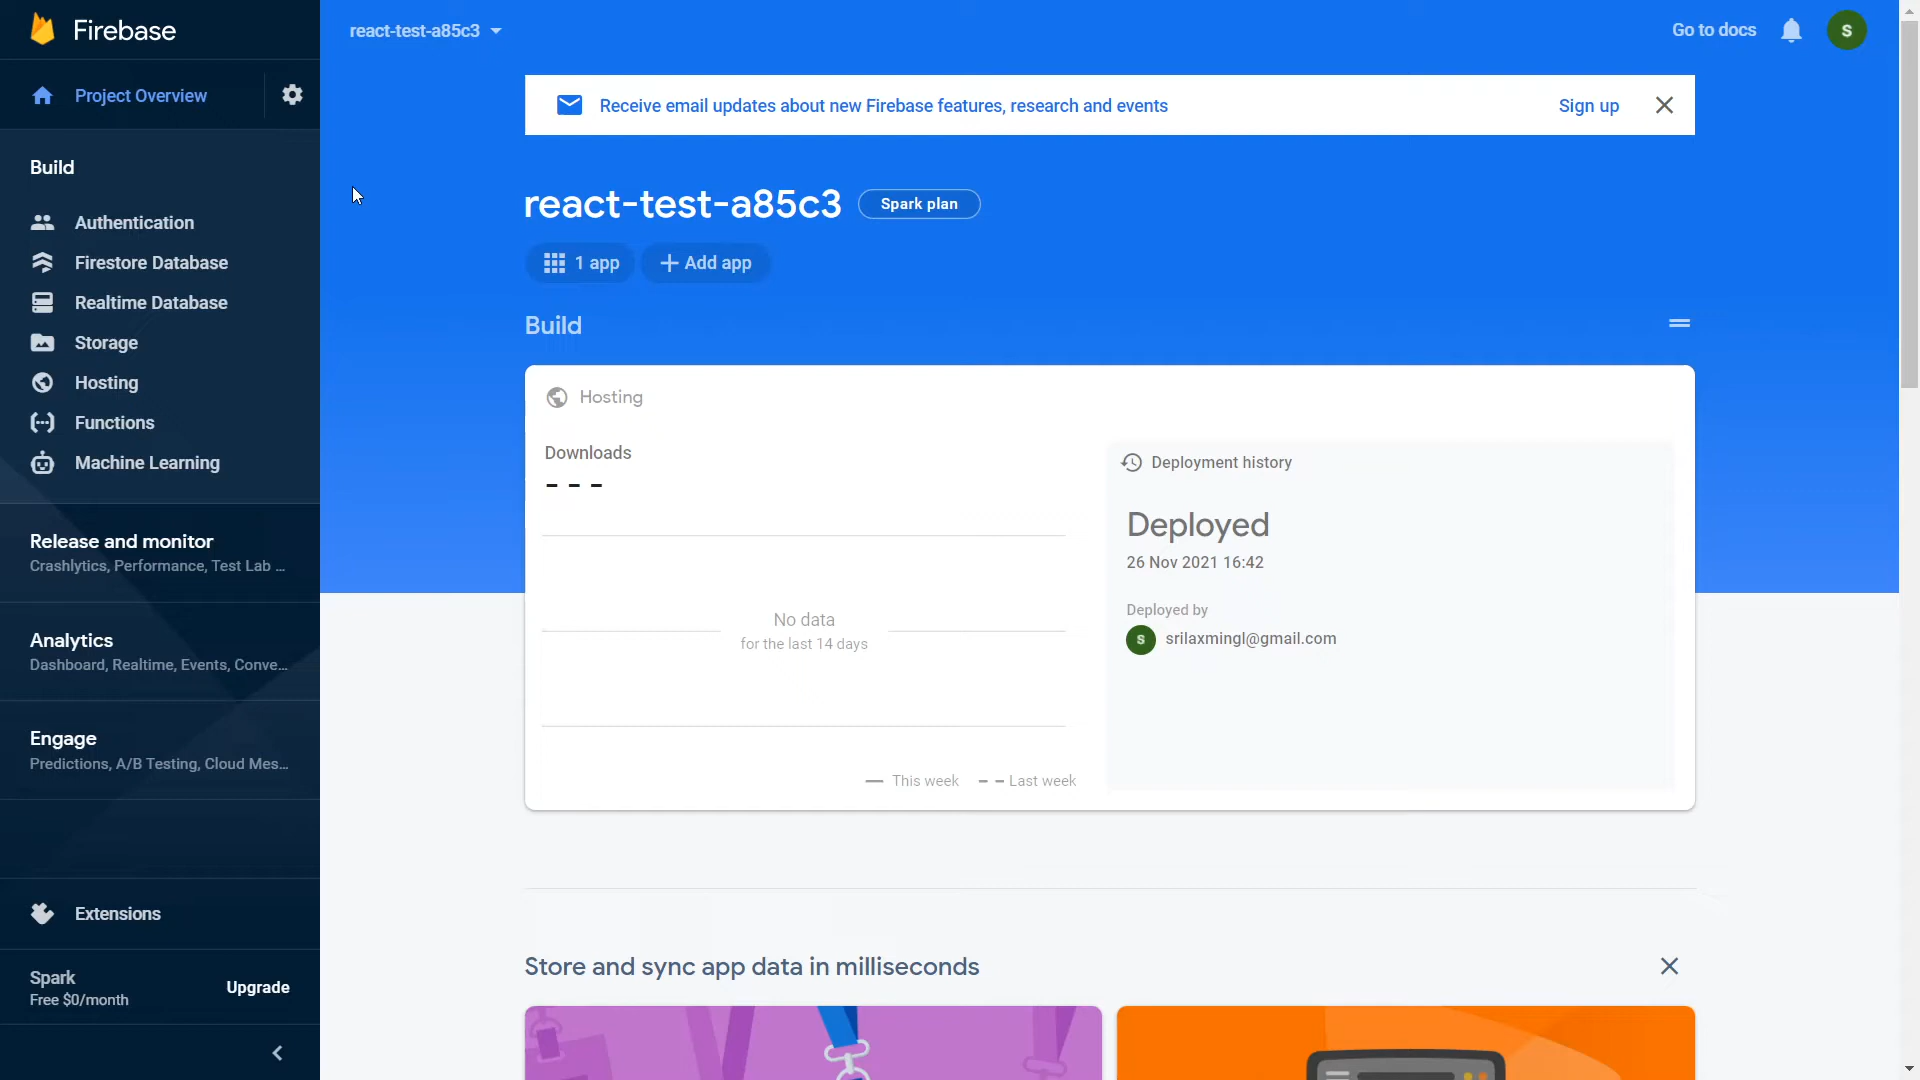 Firebase
Project Overview
Build
Authentication
Firestore Database
Realtime Database
Storage
Hosting
Functions
Machine Learning
Release and monitor
Crashlytics, Performance, Test Lab ...
Analytics
Dashboard, Realtime, Events, Conve...
Engage
Predictions, A/B Testing, Cloud Mes...
Extensions
Spark
Free $0/month
Upgrade
react-test-a85c3
Go to docs
S
Receive email updates about new Firebase features, research and events
Sign up
react-test-a85c3
Spark plan
1 app
Add app
Build
Hosting
Downloads
- - -
No data
for the last 14 days
This week
Last week
Deployment history
Deployed
26 Nov 2021 16:42
Deployed by
S
srilaxmingl@gmail.com
Store and sync app data in milliseconds